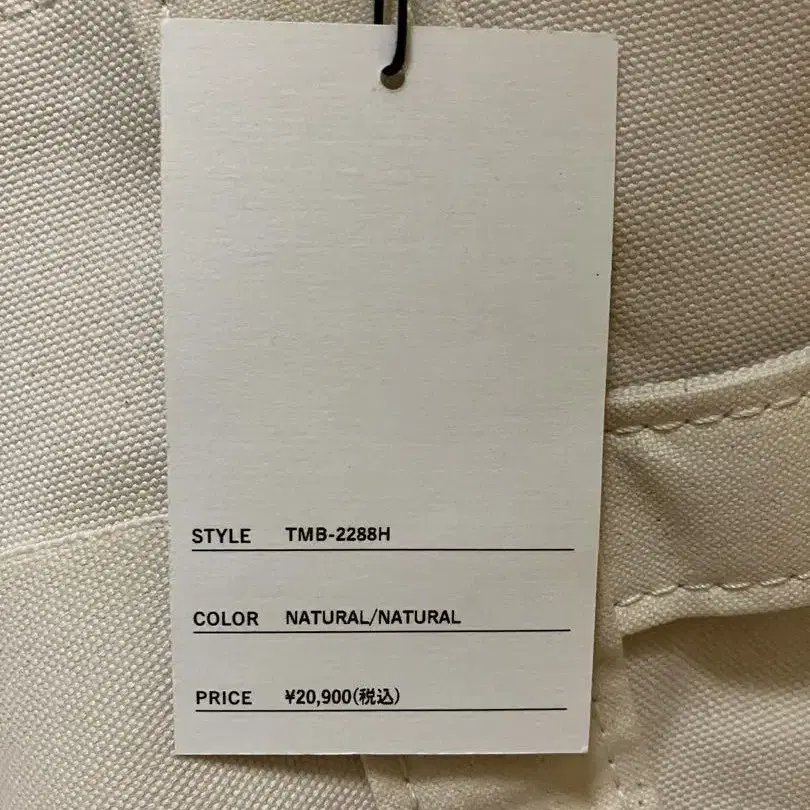 STYLE TMB-2288H
COLOR NATURAL/NATURAL
PRICE ¥20,900(税込)